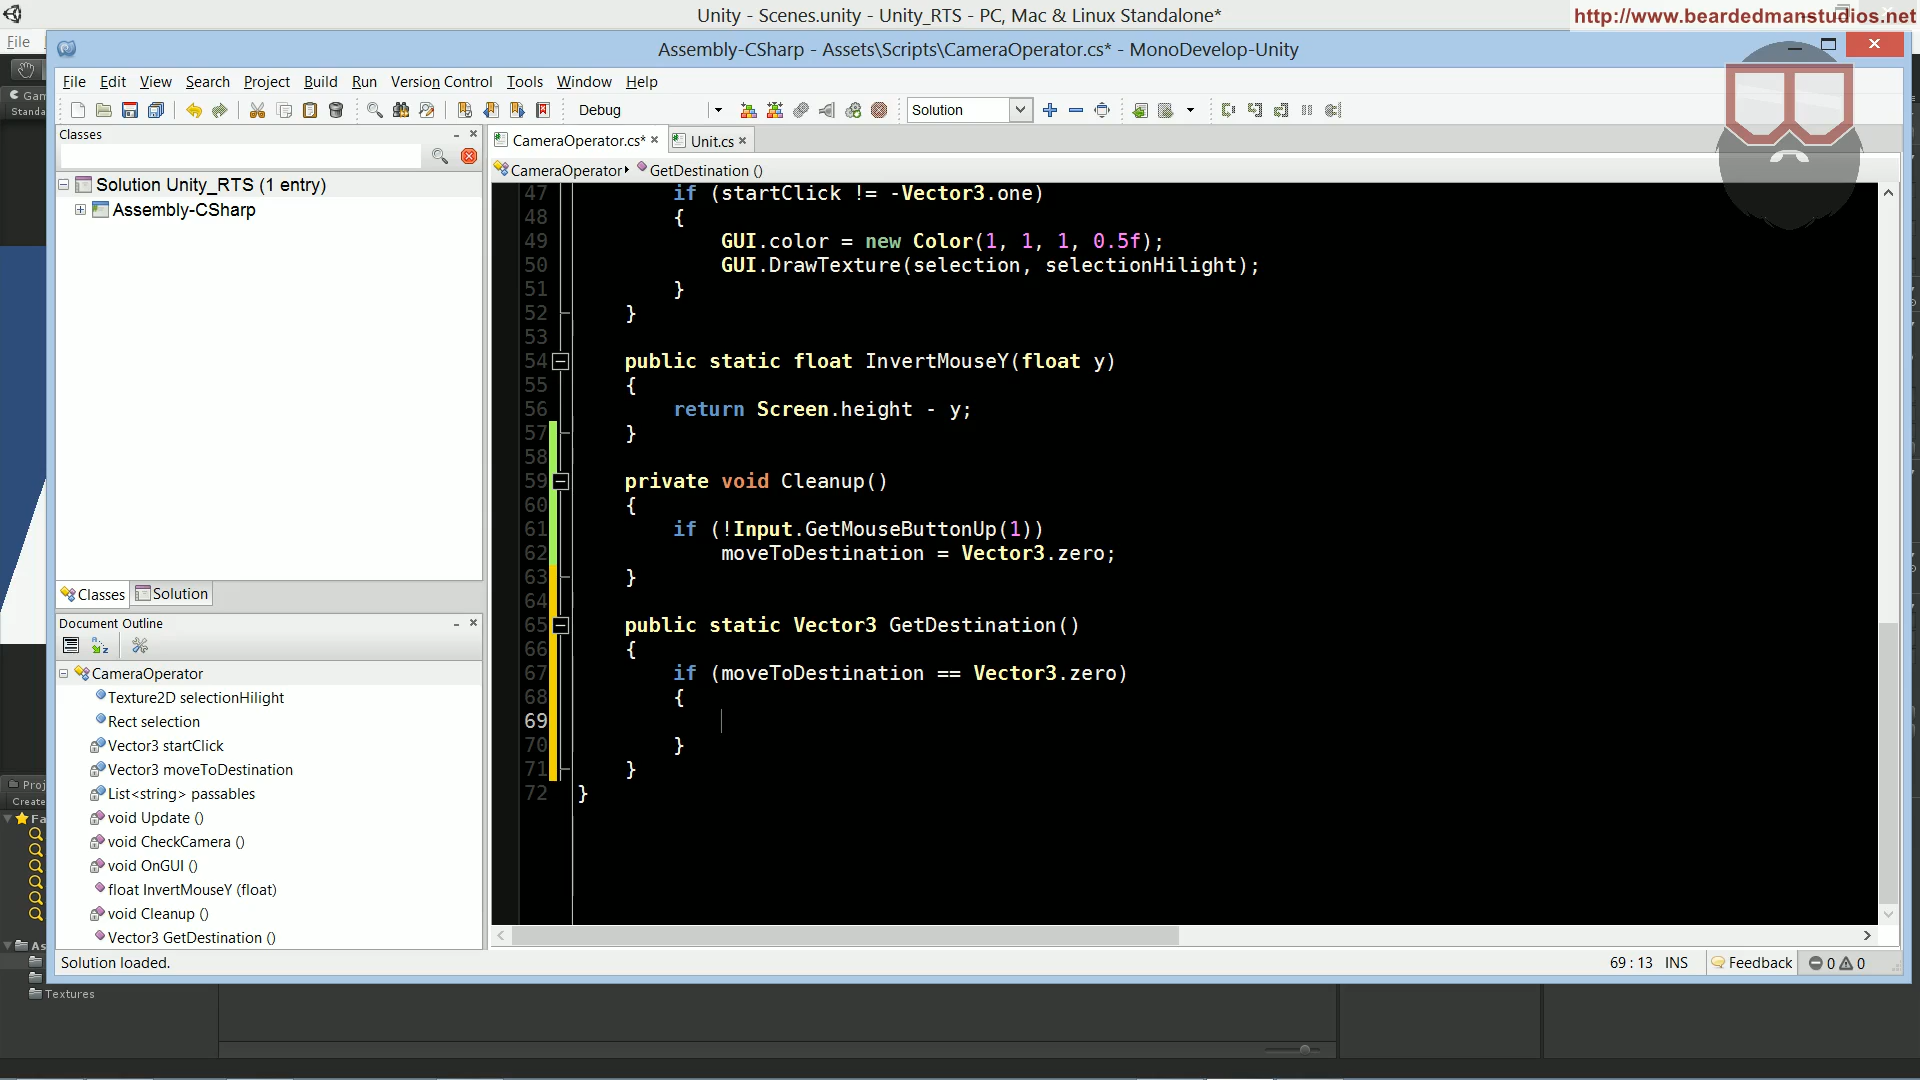 Unity - Scenes.unity - Unity_RTS - PC, Mac & Linux Standalone*
http://www.beardedmanstudios.net
File
Assembly-CSharp - Assets\Scripts\CameraOperator.cs* - MonoDevelop-Unity
File Edit View Search Project Build Run Version Control Tools Window Help
Gam
Standa
Debug
Solution
Classes
CameraOperator.cs*
Unit.cs
CameraOperator
GetDestination ()
Solution Unity_RTS (1 entry)
Assembly-CSharp
Classes
Solution
Document Outline
CameraOperator
Texture2D selectionHilight
Rect selection
Vector3 startClick
Vector3 moveToDestination
List<string> passables
void Update ()
void CheckCamera ()
void OnGUI ()
float InvertMouseY (float)
void Cleanup ()
Vector3 GetDestination ()
47 if (startClick != -Vector3.one)
48 {
49 GUI.color = new Color(1, 1, 1, 0.5f);
50 GUI.DrawTexture(selection, selectionHilight);
51 }
52 }
53
54 public static float InvertMouseY(float y)
55 {
56 return Screen.height - y;
57 }
58
59 private void Cleanup()
60 {
61 if (!Input.GetMouseButtonUp(1))
62 moveToDestination = Vector3.zero;
63 }
64
65 public static Vector3 GetDestination()
66 {
67 if (moveToDestination == Vector3.zero)
68 {
69
70 }
71 }
72 }
Proj
Create
Fa
As
Textures
Solution loaded.
69 : 13 INS
Feedback
0 0